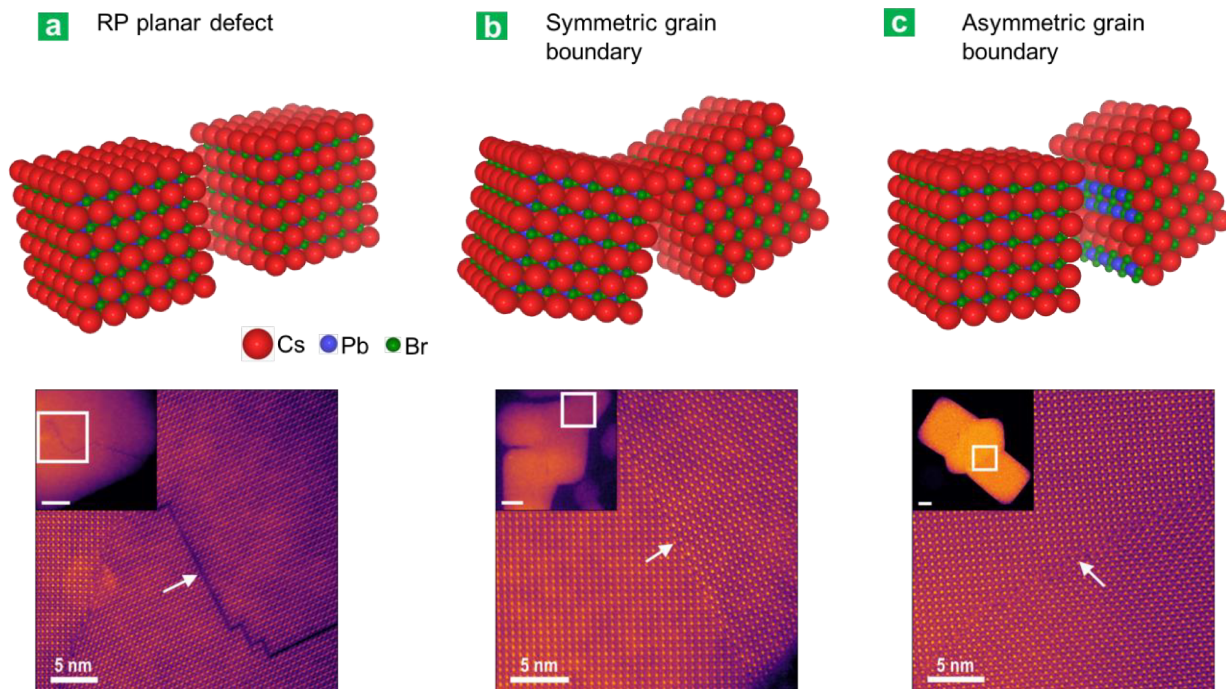 a RP planar defect
b Symmetric grain
boundary
c Asymmetric grain
boundary
Cs Pb Br
5 nm
5 nm
5 nm